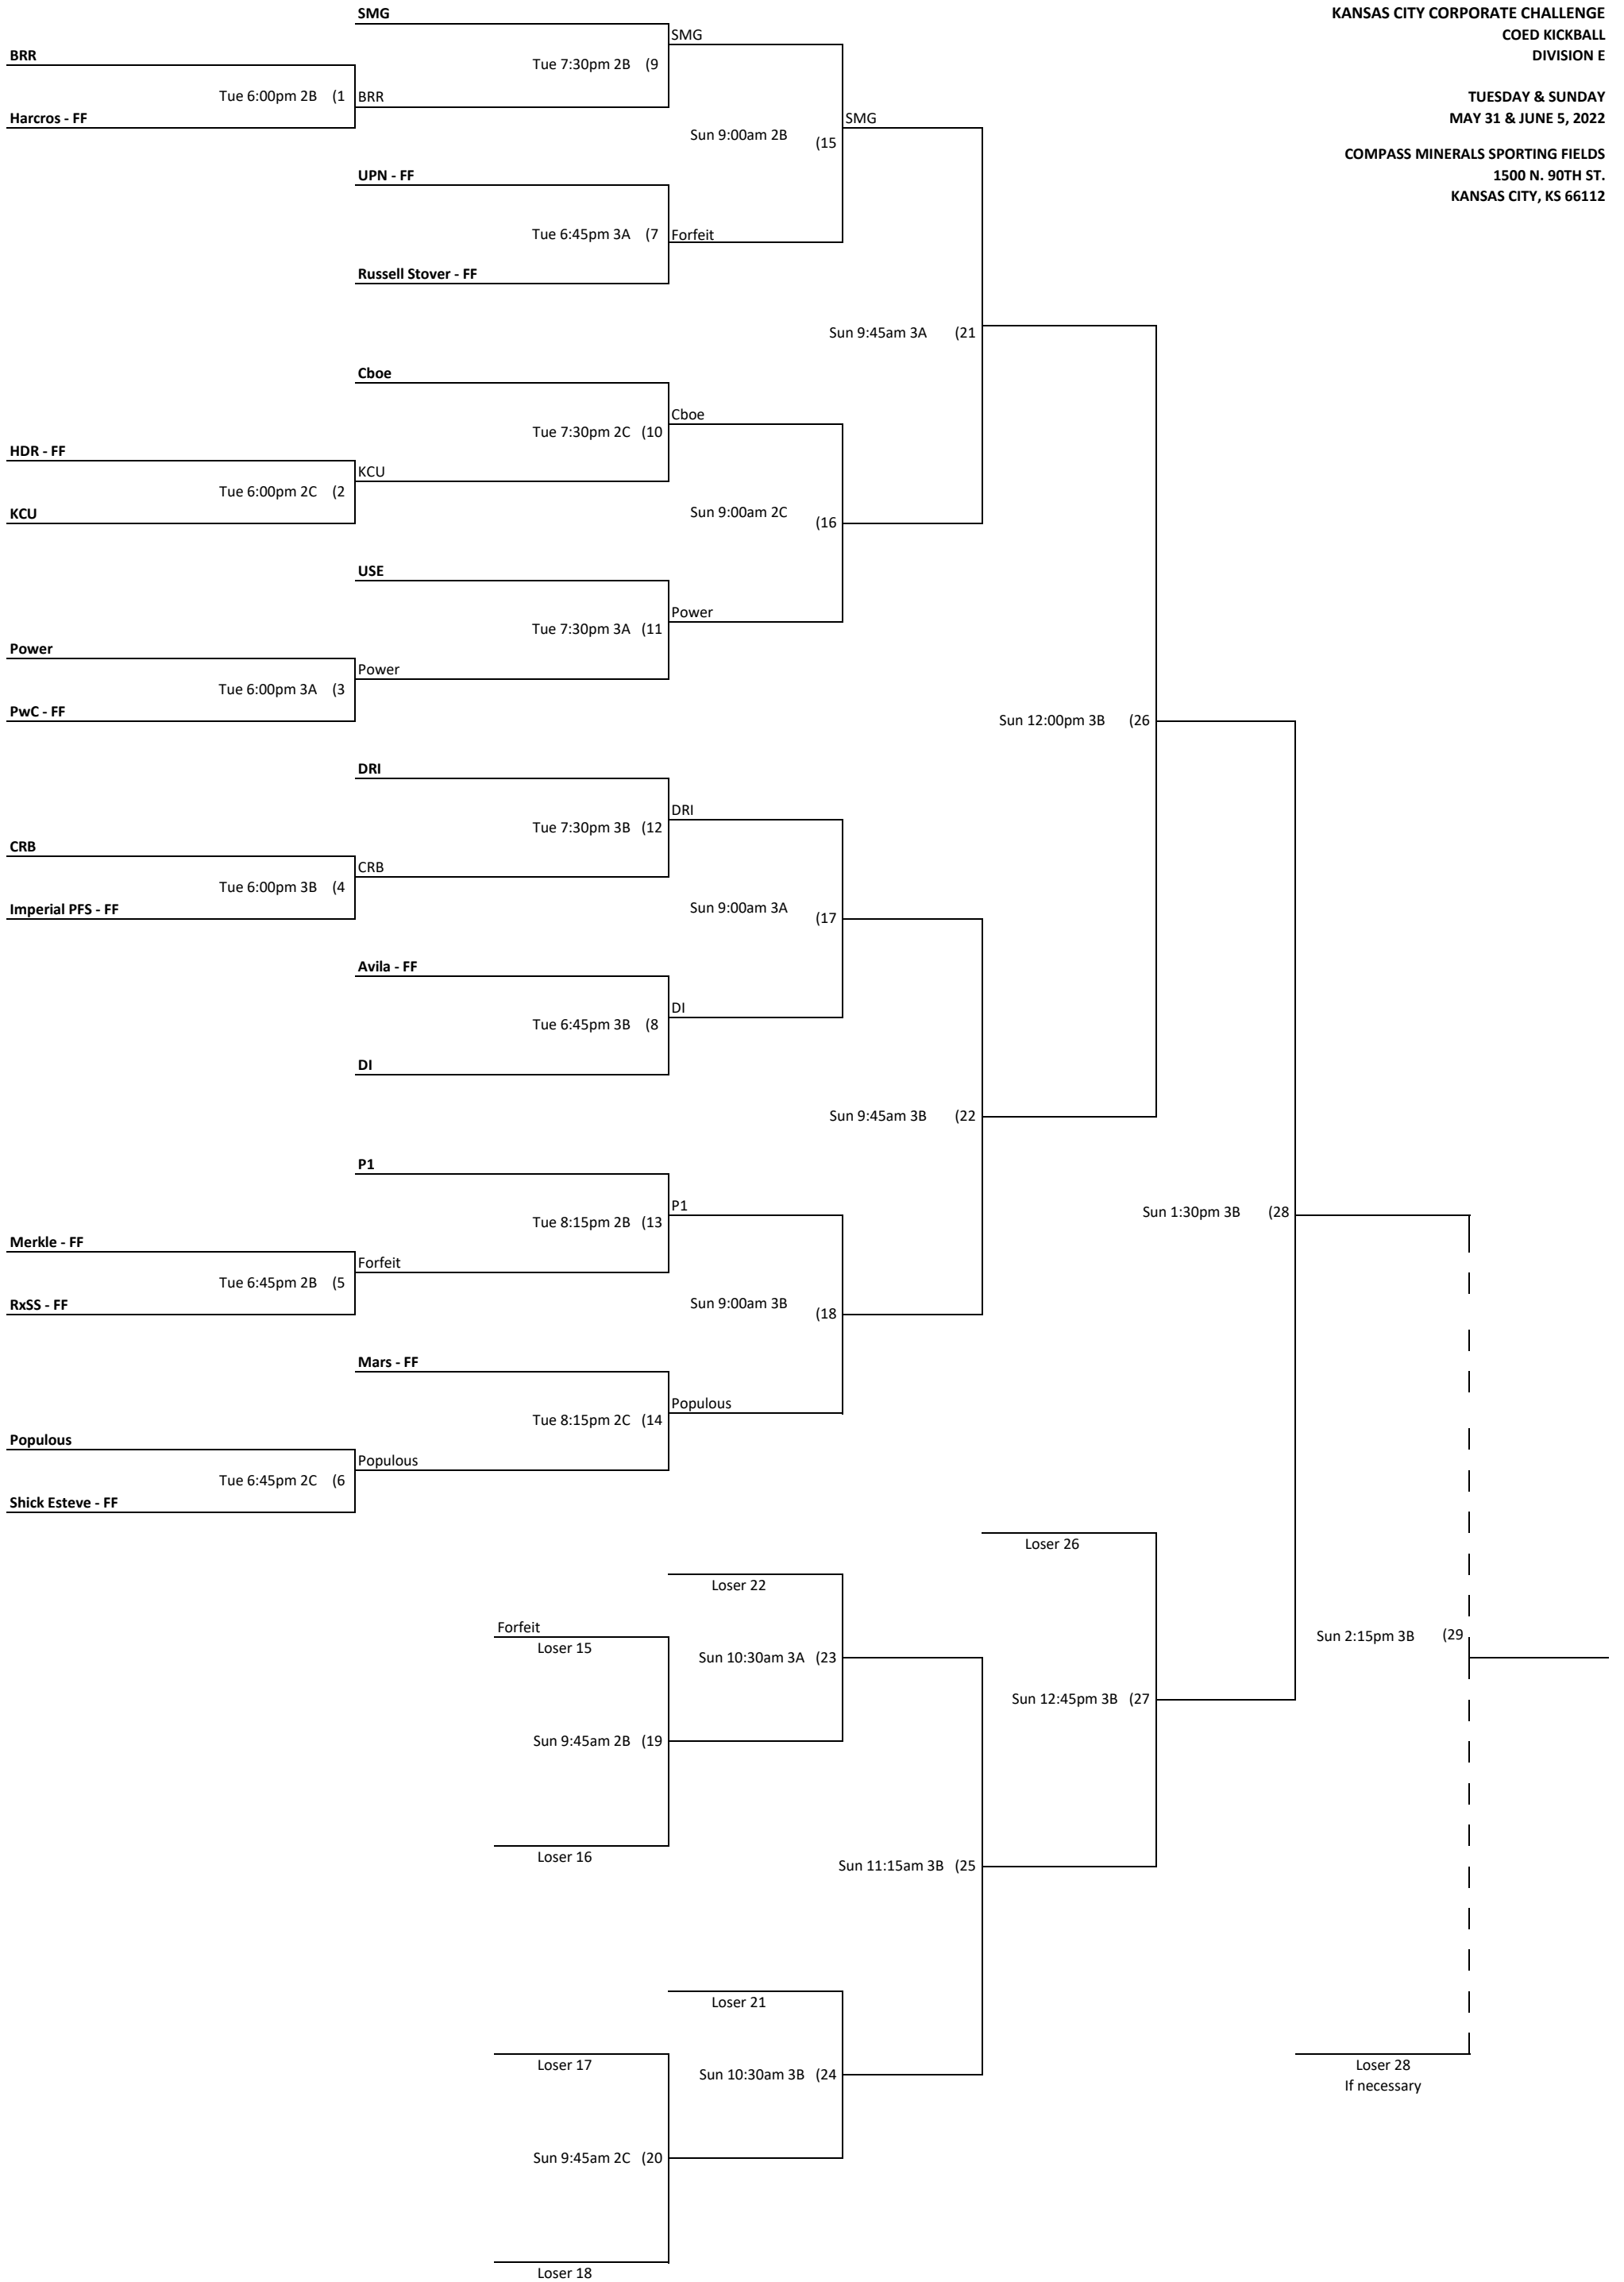 SMG
KANSAS CITY CORPORATE CHALLENGE
SMG
COED KICKBALL
BRR
DIVISION E
Tue 7:30pm 2B (9
Tue 6:00pm 2B (1
BRR
TUESDAY & SUNDAY
Harcros - FF
SMG
MAY 31 & JUNE 5, 2022
Sun 9:00am 2B (15
COMPASS MINERALS SPORTING FIELDS
UPN - FF
1500 N. 90TH ST.
KANSAS CITY, KS 66112
Tue 6:45pm 3A (7
Forfeit
Russell Stover - FF
Sun 9:45am 3A (21
Cboe
Cboe
Tue 7:30pm 2C (10
HDR - FF
KCU
Tue 6:00pm 2C (2
KCU
Sun 9:00am 2C (16
USE
Power
Tue 7:30pm 3A (11
Power
Power
Tue 6:00pm 3A (3
PwC - FF
Sun 12:00pm 3B (26
DRI
DRI
Tue 7:30pm 3B (12
CRB
CRB
Tue 6:00pm 3B (4
Imperial PFS - FF
Sun 9:00am 3A (17
Avila - FF
DI
Tue 6:45pm 3B (8
DI
Sun 9:45am 3B (22
P1
P1
Sun 1:30pm 3B (28
Tue 8:15pm 2B (13
Merkle - FF
Forfeit
Tue 6:45pm 2B (5
RxSS - FF
Sun 9:00am 3B (18
Mars - FF
Populous
Tue 8:15pm 2C (14
Populous
Populous
Tue 6:45pm 2C (6
Shick Esteve - FF
Loser 26
Loser 22
Forfeit
Loser 15
Sun 2:15pm 3B (29
Sun 10:30am 3A (23
Sun 12:45pm 3B (27
Sun 9:45am 2B (19
Loser 16
Sun 11:15am 3B (25
Loser 21
Loser 17
Loser 28
Sun 10:30am 3B (24
If necessary
Sun 9:45am 2C (20
Loser 18